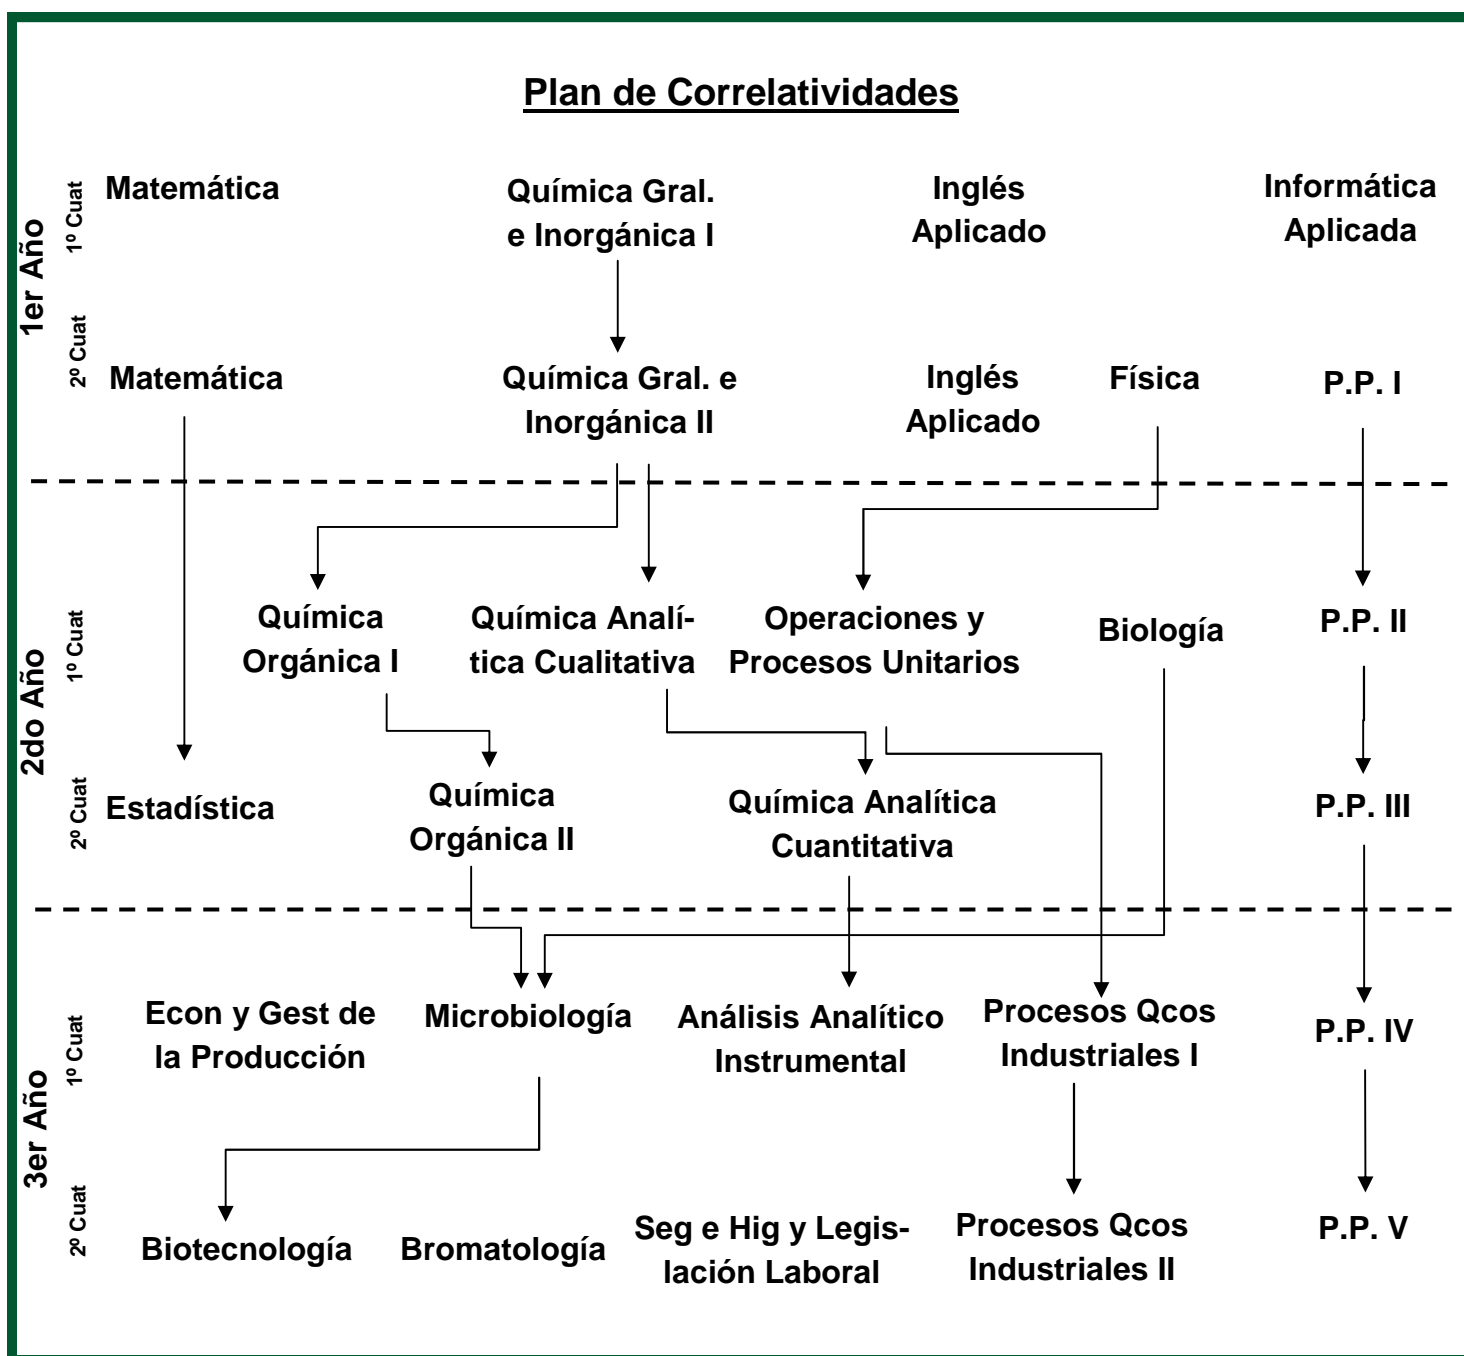 Plan de Correlatividades
1er Año
1º Cuat
Matemática
Química Gral.
e Inorgánica I
Inglés
Aplicado
Informática
Aplicada
2º Cuat
Matemática
Química Gral. e
Inorgánica II
Inglés
Aplicado
Física
P.P. I
2do Año
1º Cuat
Química
Orgánica I
Química Analí-
tica Cualitativa
Operaciones y
Procesos Unitarios
Biología
P.P. II
2º Cuat
Estadística
Química
Orgánica II
Química Analítica
Cuantitativa
P.P. III
3er Año
1º Cuat
Econ y Gest de
la Producción
Microbiología
Análisis Analítico
Instrumental
Procesos Qcos
Industriales I
P.P. IV
2º Cuat
Biotecnología
Bromatología
Seg e Hig y Legis-
lación Laboral
Procesos Qcos
Industriales II
P.P. V